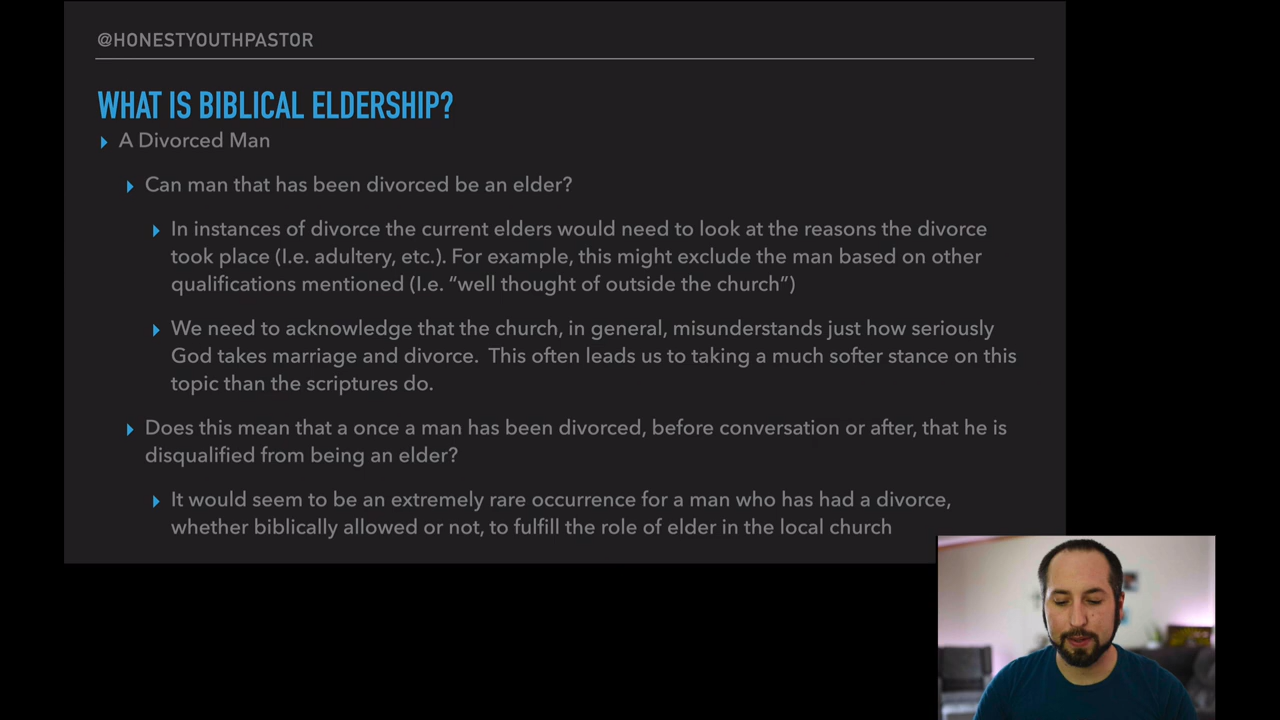 @HONESTYOUTHPASTOR
WHAT IS BIBLICAL ELDERSHIP?
A Divorced Man
Can man that has been divorced be an elder?
In instances of divorce the current elders would need to look at the reasons the divorce
took place (I.e. adultery, etc.). For example, this might exclude the man based on other
qualifications mentioned (I.e. “well thought of outside the church”)
We need to acknowledge that the church, in general, misunderstands just how seriously
God takes marriage and divorce.  This often leads us to taking a much softer stance on this
topic than the scriptures do.
Does this mean that a once a man has been divorced, before conversation or after, that he is
disqualified from being an elder?
It would seem to be an extremely rare occurrence for a man who has had a divorce,
whether biblically allowed or not, to fulfill the role of elder in the local church